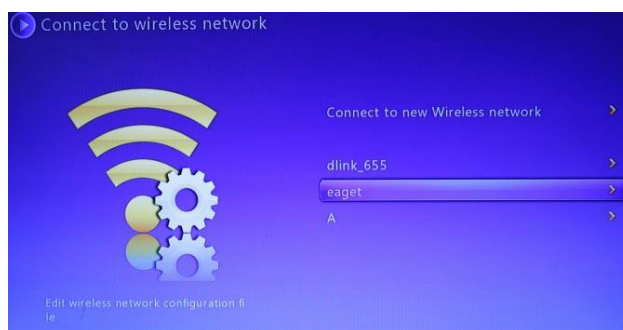 Connect to wireless network
Connect to new Wireless network
dlink_655
eaget
A
Edit wireless network configuration fi
le